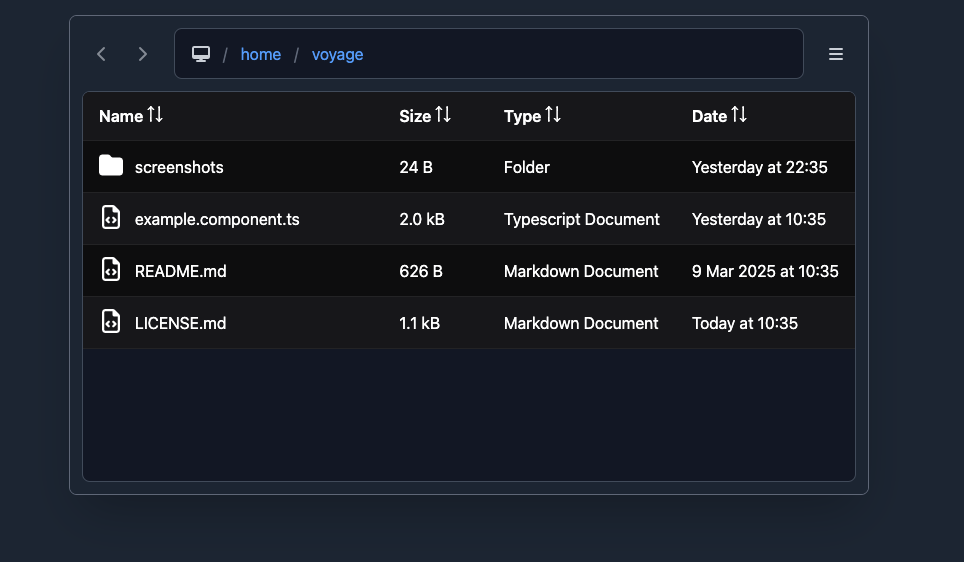 / home / voyage
Name Size Type Date
screenshots 24 B Folder Yesterday at 22:35
example.component.ts 2.0 kB Typescript Document Yesterday at 10:35
README.md 626 B Markdown Document 9 Mar 2025 at 10:35
LICENSE.md 1.1 kB Markdown Document Today at 10:35